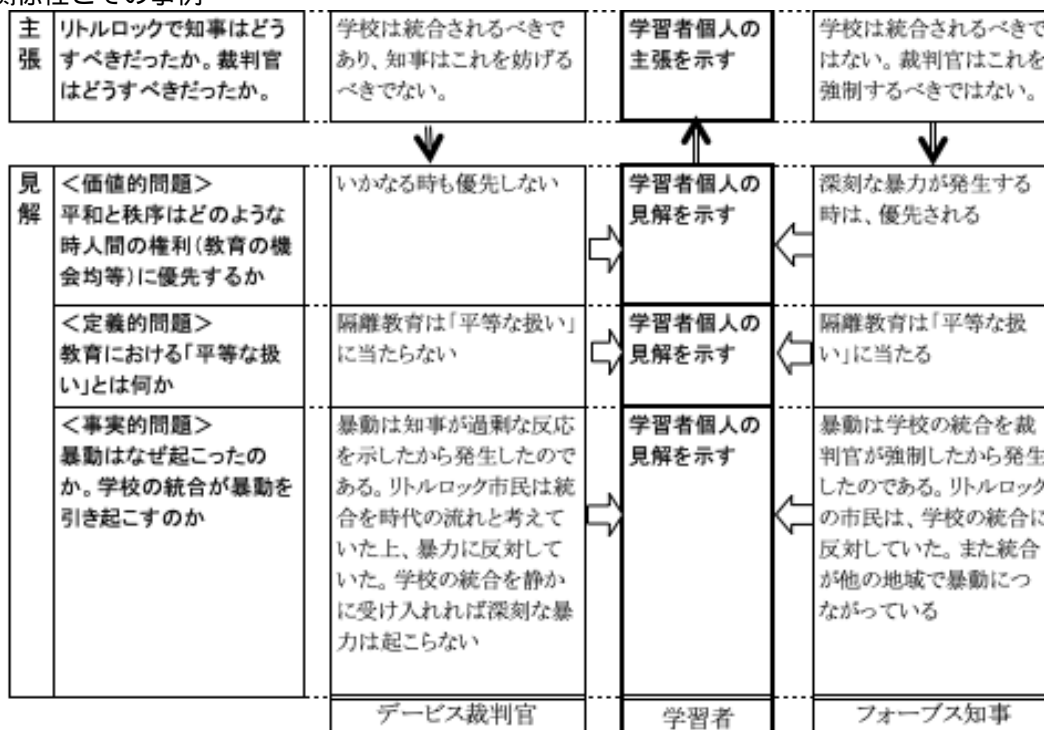 関係性とその事例
主張
リトルロックで知事はどう
すべきだったか。裁判官
はどうすべきだったか。
学校は統合されるべきで
あり、知事はこれを妨げる
べきでない。
学習者個人の
主張を示す
学校は統合されるべきで
はない。裁判官はこれを
強制するべきではない。
見解
<価値的問題>
平和と秩序はどのような
時人間の権利(教育の機
会均等)に優先するか
いかなる時も優先しない
学習者個人の
見解を示す
深刻な暴力が発生する
時は、優先される
<定義的問題>
教育における「平等な扱
い」とは何か
隔離教育は「平等な扱い」
に当たらない
学習者個人の
見解を示す
隔離教育は「平等な扱
い」に当たる
<事実的問題>
暴動はなぜ起こったの
か。学校の統合が暴動を
引き起こすのか
暴動は知事が過剰な反応
を示したから発生したので
ある。リトルロック市民は統
合を時代の流れと考えて
いた上、暴力に反対して
いた。学校の統合を静か
に受け入れれば深刻な暴
力は起こらない
学習者個人の
見解を示す
暴動は学校の統合を裁
判官が強制したから発生
したのである。リトルロック
の市民は、学校の統合に
反対していた。また統合
が他の地域で暴動につ
ながっている
デービス裁判官
学習者
フォーブス知事